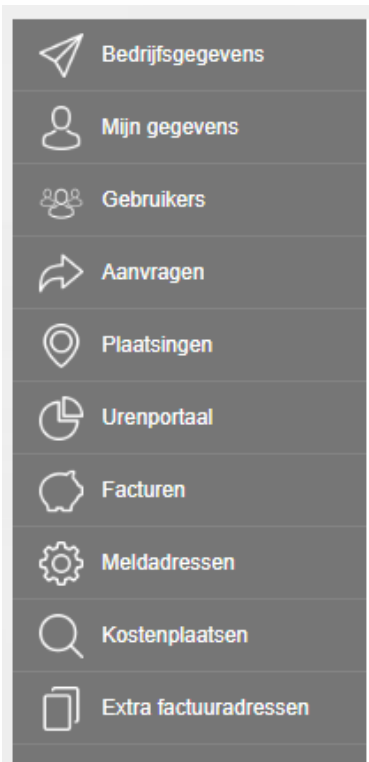 Bedrijfsgegevens
Mijn gegevens
Gebruikers
Aanvragen
Plaatsingen
Urenportaal
Facturen
Meldadressen
Kostenplaatsen
Extra factuuradressen